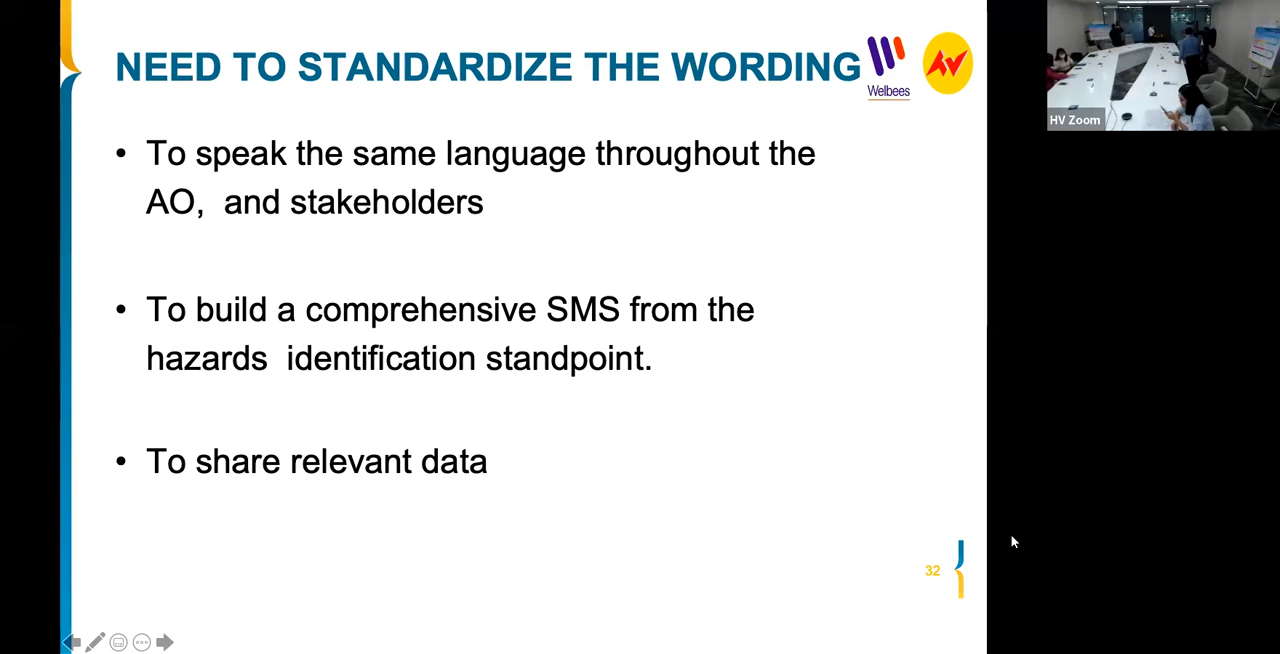 NEED TO STANDARDIZE THE WORDING
Welbees
• To speak the same language throughout the
AO,  and stakeholders
• To build a comprehensive SMS from the
hazards  identification standpoint.
• To share relevant data
32
HV Zoom